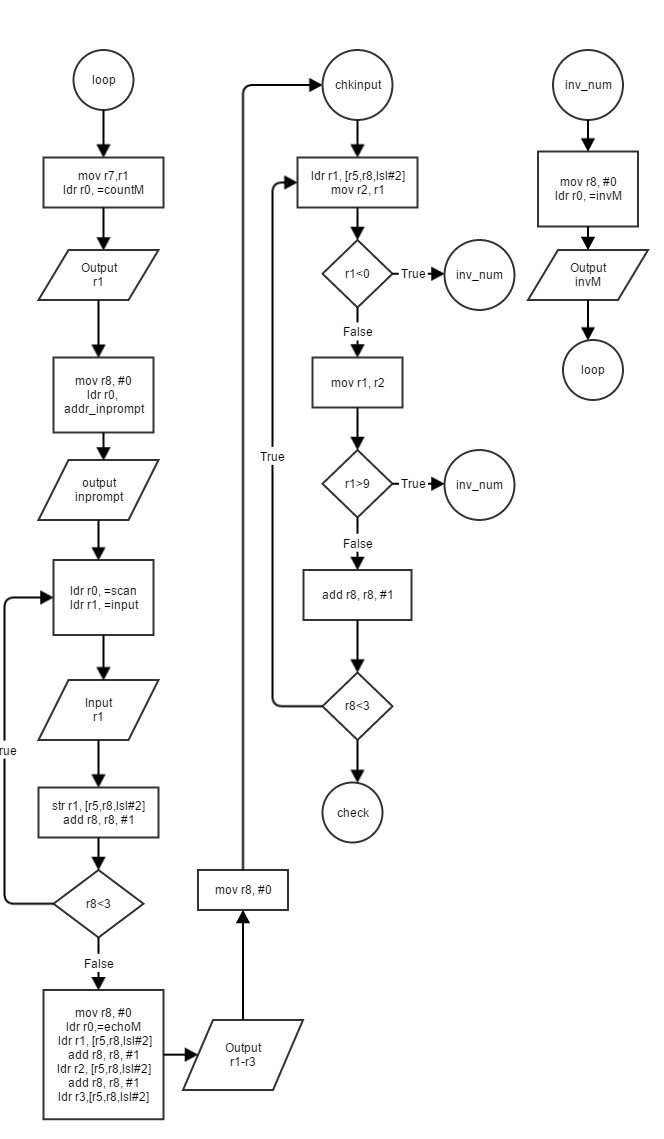 loop
mov r7,r1
ldr r0, =countM
Output
r1
mov r8, #0
ldr r0,
addr_inprompt
output
inprompt
ldr r0, =scan
ldr r1, =input
Input
r1
rue
str r1, [r5,r8,lsl#2]
add r8, r8, #1
r8<3
False
mov r8, #0
ldr r0,=echoM
ldr r1, [r5,r8,lsl#2]
add r8, r8, #1
ldr r2, [r5,r8,lsl#2]
add r8, r8, #1
ldr r3,[r5,r8,lsl#2]
Output
r1-r3
mov r8, #0
chkinput
ldr r1, [r5,r8,lsl#2]
mov r2, r1
r1<0
True
inv_num
False
mov r1, r2
r1>9
True
inv_num
False
add r8, r8, #1
r8<3
True
check
inv_num
mov r8, #0
ldr r0, =invM
Output
invM
loop